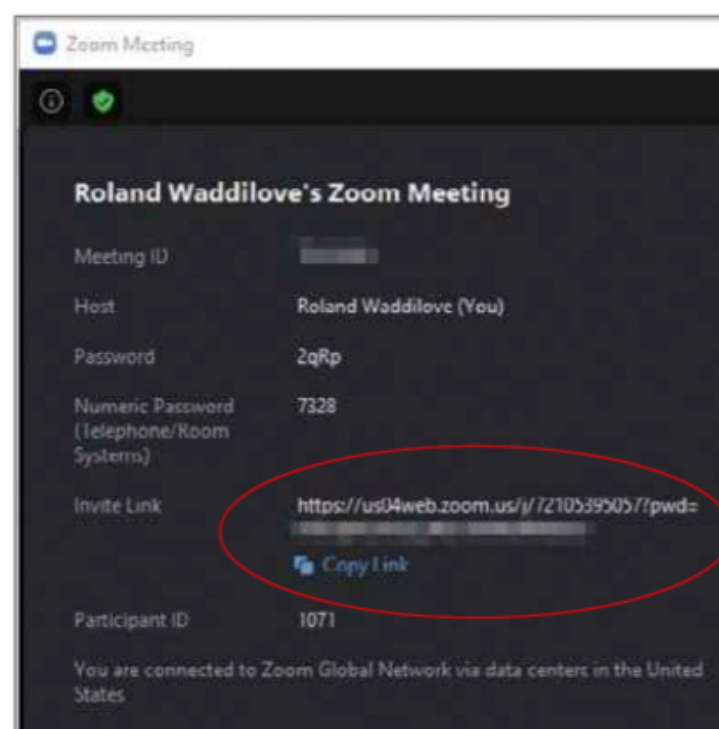 Zoom Meeting
Roland Waddilove's Zoom Meeting
Meeting ID
Host Roland Waddilove (You)
Password 2qRp
Numeric Password 7328
(Telephone/Room
Systems)
Invite Link https://us04web.zoom.us/j/72105395057?pwd=
Copy Link
Participant ID 1071
You are connected to Zoom Global Network via data centers in the United
States